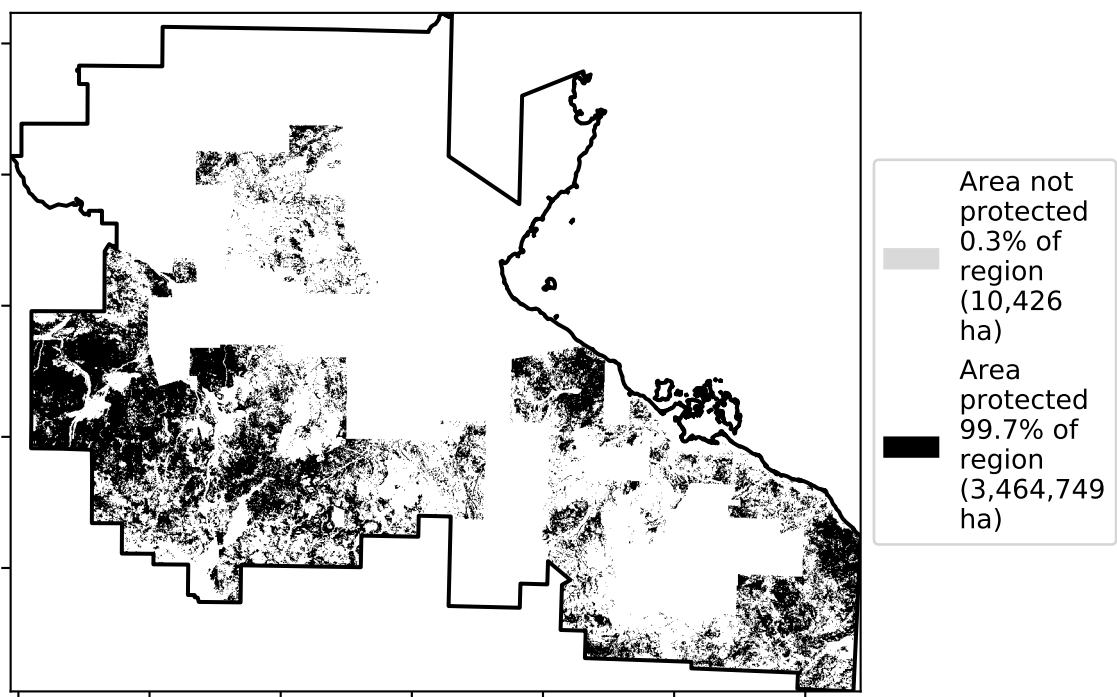 Area not
protected
0.3% of
region
(10,426
ha)
Area
protected
99.7% of
region
(3,464,749
ha)